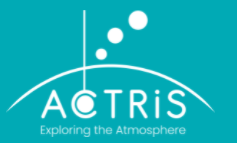 ACTRiS
Exploring the Atmosphere